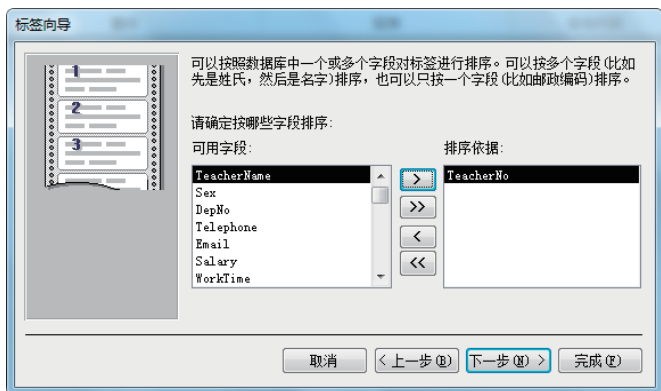 标签向导
可以按照数据库中一个或多个字段对标签进行排序。可以按多个字段(比如
先是姓氏，然后是名字)排序，也可以只按一个字段(比如邮政编码)排序。
请确定按哪些字段排序:
可用字段:
排序依据:
TeacherName
Sex
DepNo
Telephone
Email
Salary
WorkTime
>
>>
<
<<
TeacherNo
1
2
3
取消
< 上一步(B)
下一步(N) >
完成(F)